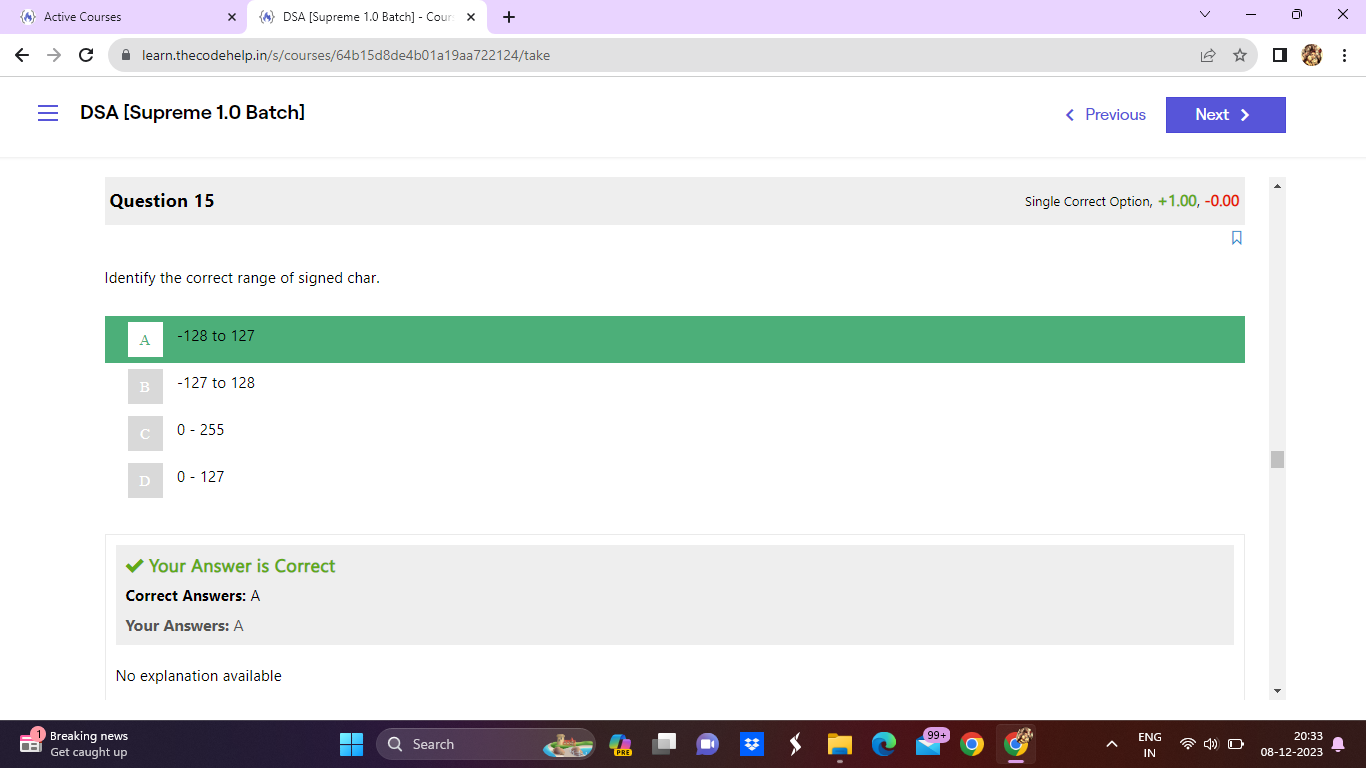 Active Courses
DSA [Supreme 1.0 Batch] - Cour
learn.thecodehelp.in/s/courses/64b15d8de4b01a19aa722124/take
DSA [Supreme 1.0 Batch]
Previous
Next
Question 15
Single Correct Option, +1.00, -0.00
Identify the correct range of signed char.
A -128 to 127
B -127 to 128
C 0 - 255
D 0 - 127
Your Answer is Correct
Correct Answers: A
Your Answers: A
No explanation available
1
Breaking news
Get caught up
Search
PRE
99+
ENG
IN
20:33
08-12-2023